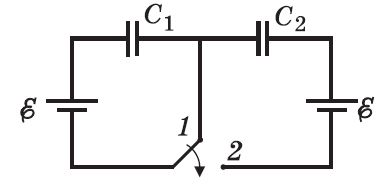 C₁ C₂
ℰ ℰ
1 2